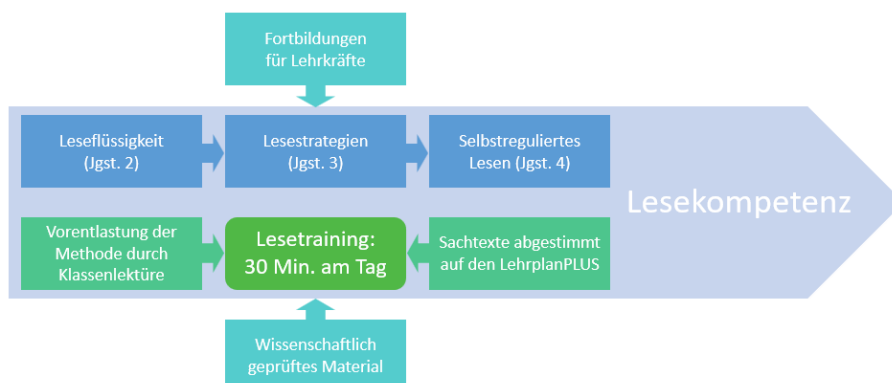 Fortbildungen
für Lehrkräfte
Leseflüssigkeit
(Jgst. 2)
Lesestrategien
(Jgst. 3)
Selbstreguliertes
Lesen (Jgst. 4)
Lesekompetenz
Vorentlastung der
Methode durch
Klassenlektüre
Lesetraining:
30 Min. am Tag
Sachtexte abgestimmt
auf den LehrplanPLUS
Wissenschaftlich
geprüftes Material